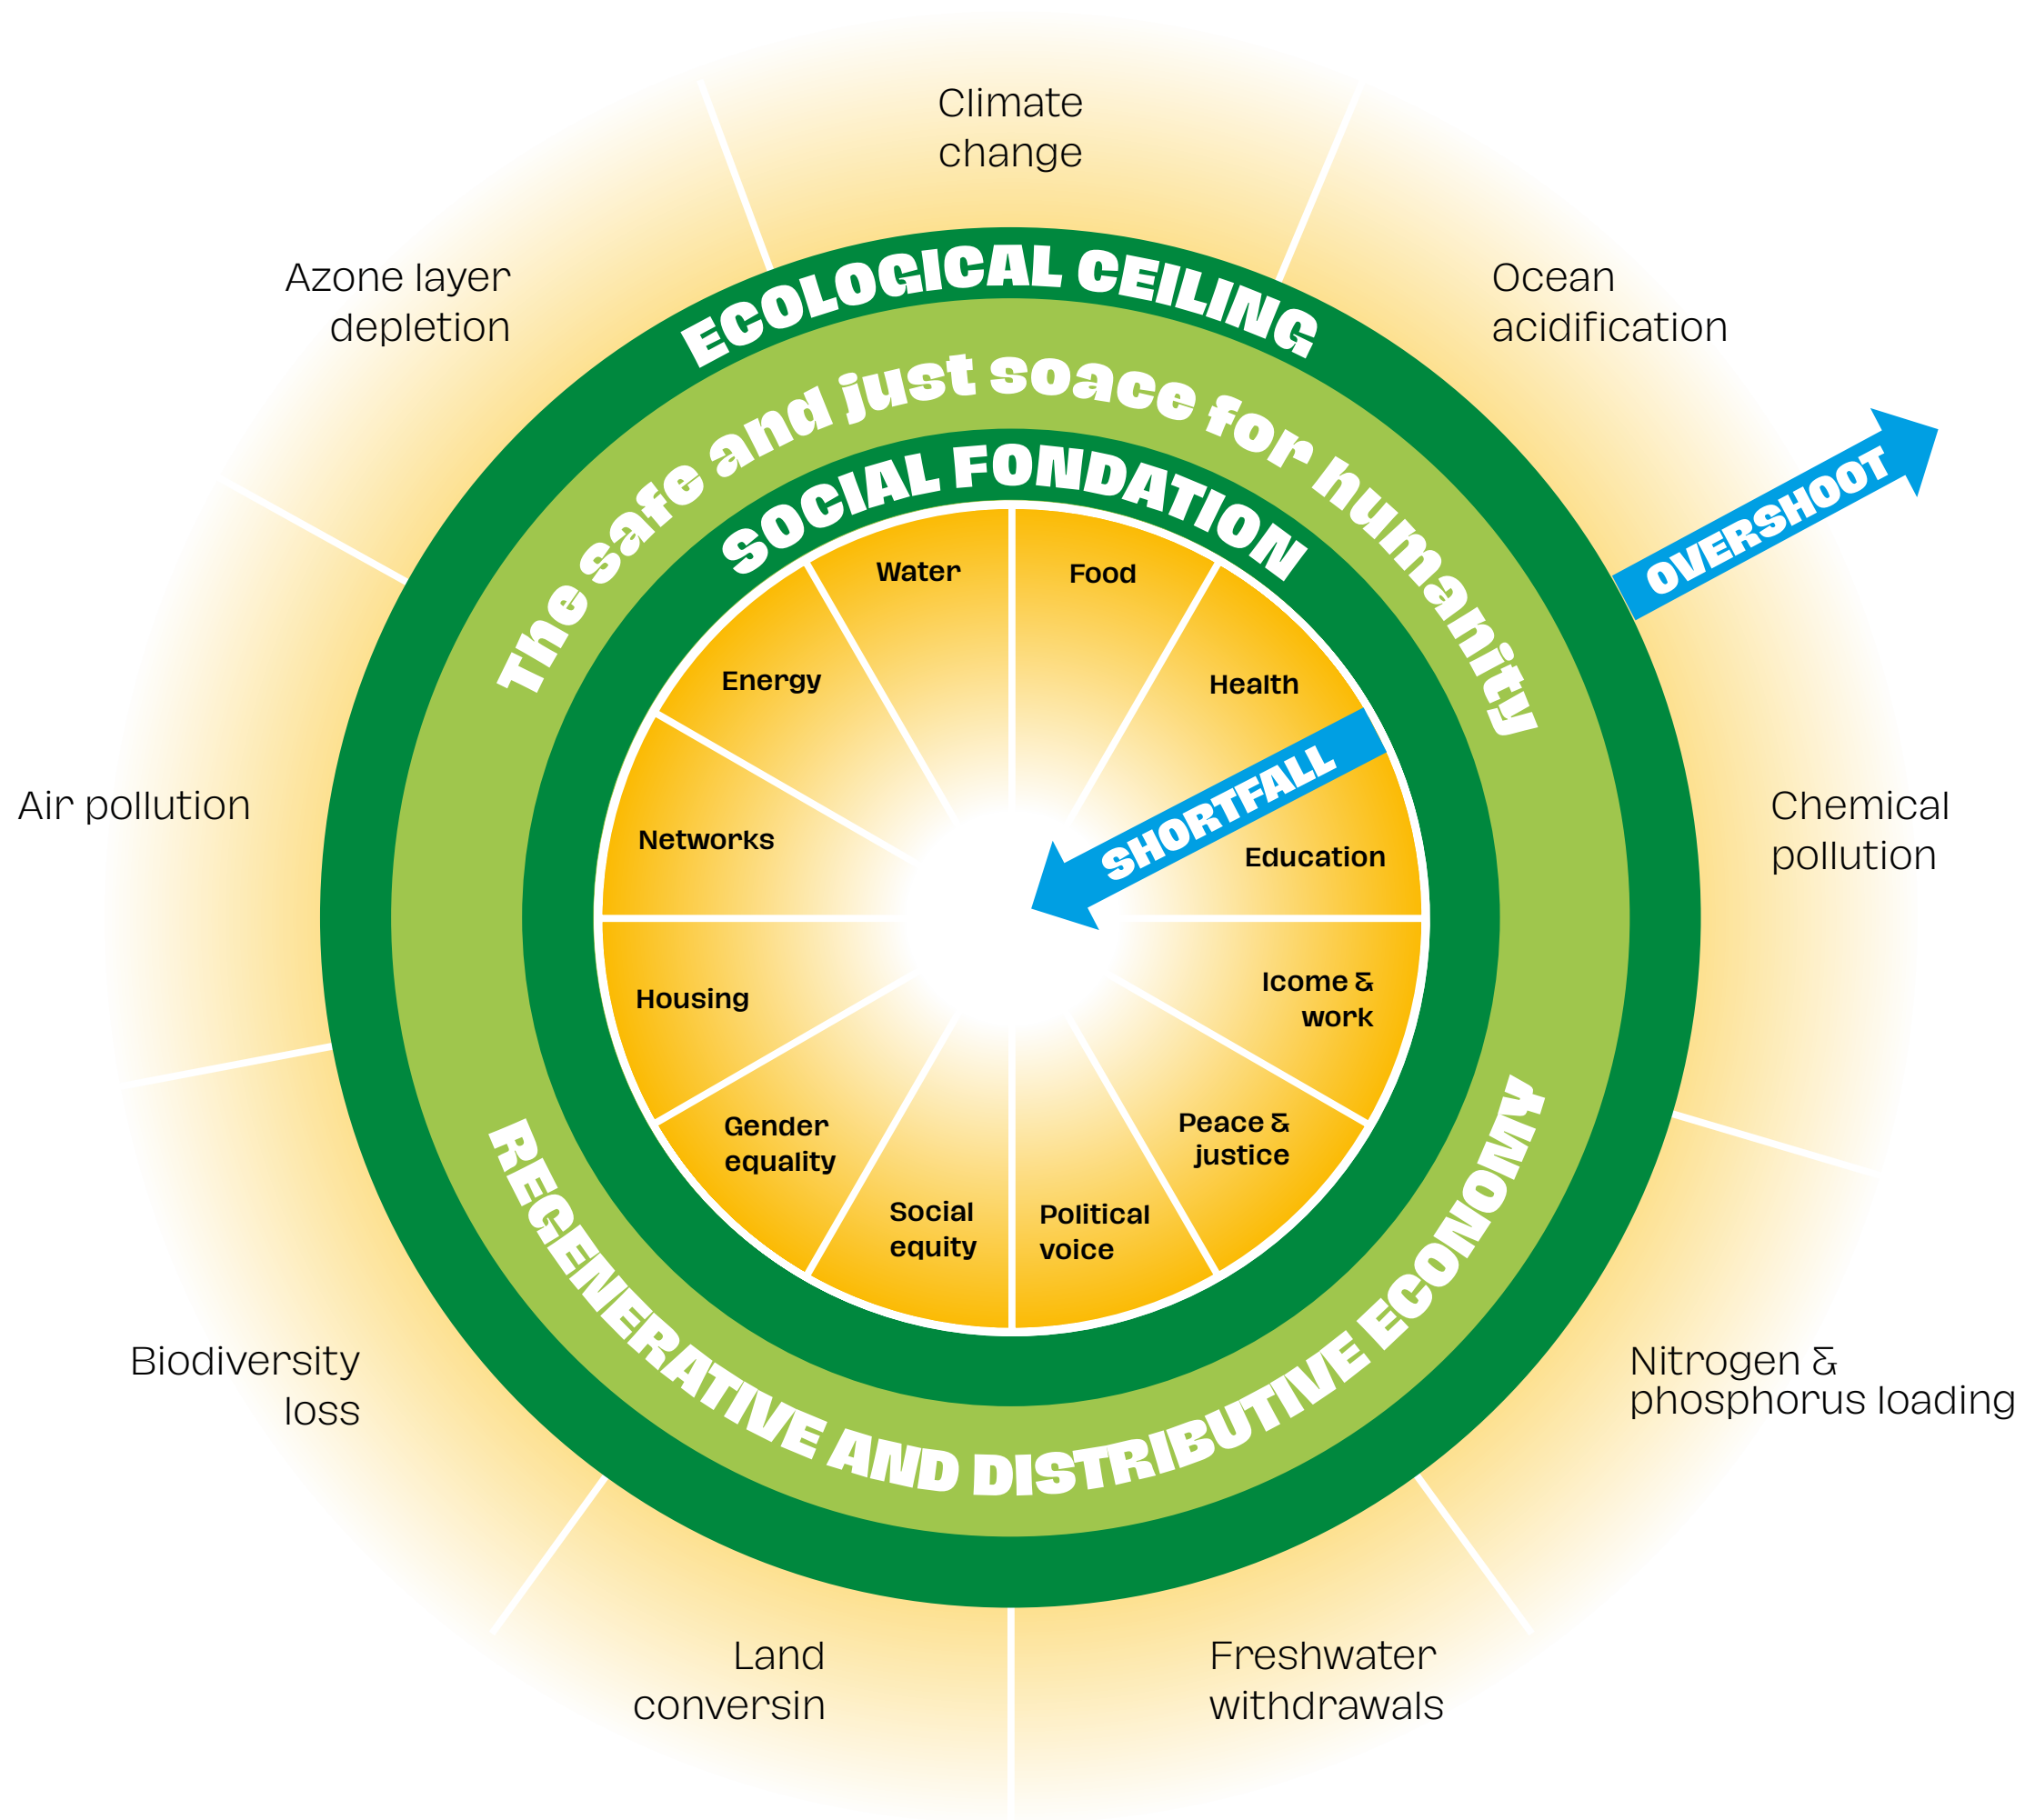 Climate
change
Azone layer
depletion
Ocean
acidification
ECOLOGICAL CEILING
The safe and just soace for humanity
SOCIAL FONDATION
OVERSHOOT
Water
Food
Energy
Health
SHORTFALL
Networks
Education
Air pollution
Chemical
pollution
Housing
Icome &
work
Gender
equality
Peace &
justice
Social
equity
Political
voice
REGENERATIVE AND DISTRIBUTIVE ECONOMY
Biodiversity
loss
Nitrogen &
phosphorus loading
Land
conversin
Freshwater
withdrawals